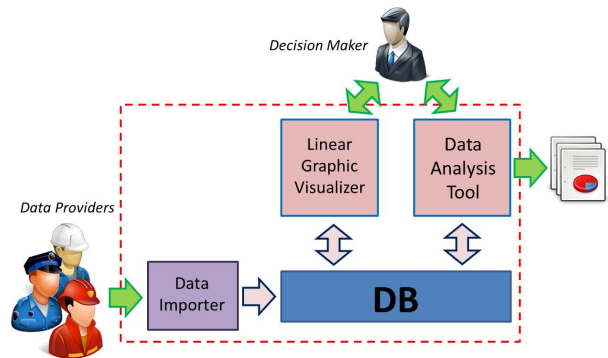 Decision Maker
Linear
Graphic
Visualizer
Data
Analysis
Tool
Data Providers
Data
Importer
DB